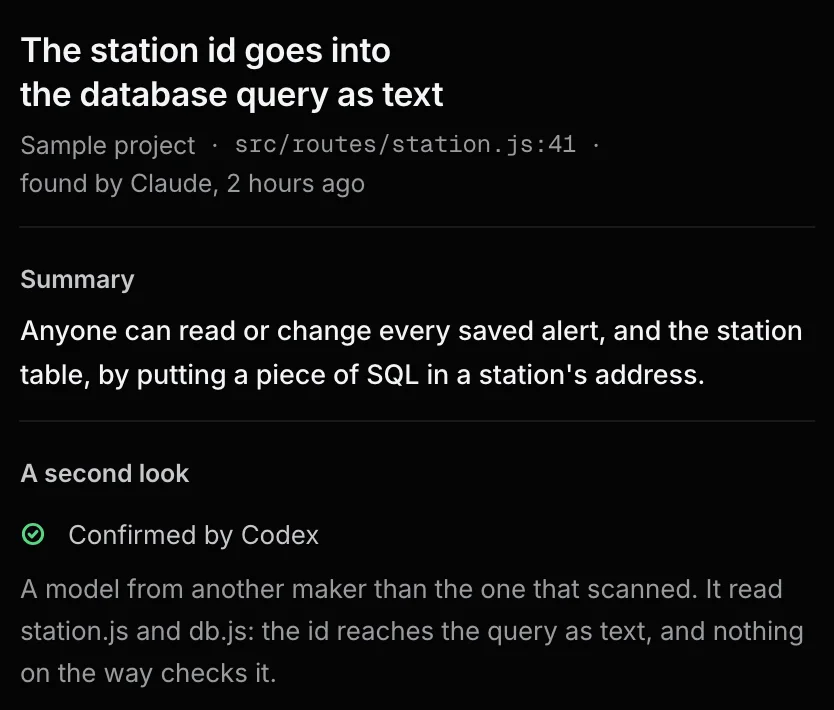 The station id goes into
the database query as text
Sample project · src/routes/station.js:41 ·
found by Claude, 2 hours ago
Summary
Anyone can read or change every saved alert, and the station
table, by putting a piece of SQL in a station's address.
A second look
Confirmed by Codex
A model from another maker than the one that scanned. It read
station.js and db.js: the id reaches the query as text, and nothing
on the way checks it.